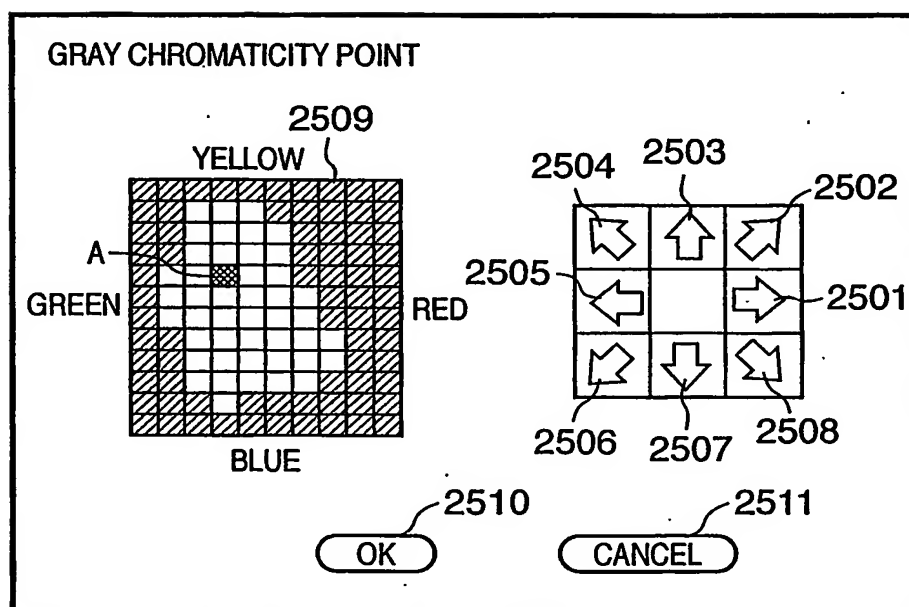 GRAY CHROMATICITY POINT
2509
YELLOW
A
GREEN
RED
BLUE
2504
2503
2502
2505
2501
2506
2507
2508
2510
OK
2511
CANCEL